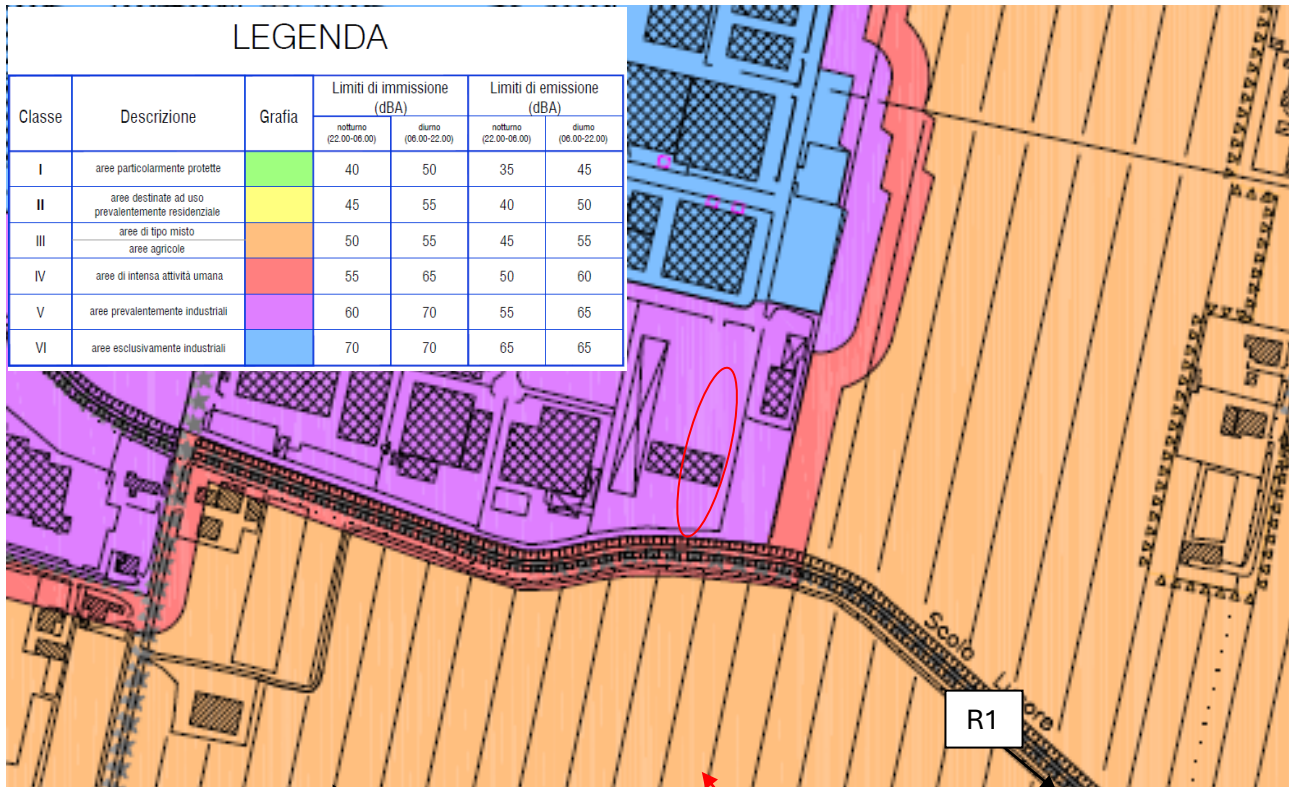 LEGENDA
Classe Descrizione Grafia Limiti di immissione (dBA) Limiti di emissione (dBA)
notturno (22.00-06.00) diurno (06.00-22.00) notturno (22.00-06.00) diurno (06.00-22.00)
I aree particolarmente protette 40 50 35 45
II aree destinate ad uso prevalentemente residenziale 45 55 40 50
III aree di tipo misto aree agricole 50 55 45 55
IV aree di intensa attività umana 55 65 50 60
V aree prevalentemente industriali 60 70 55 65
VI aree esclusivamente industriali 70 70 65 65
Scolo
R1